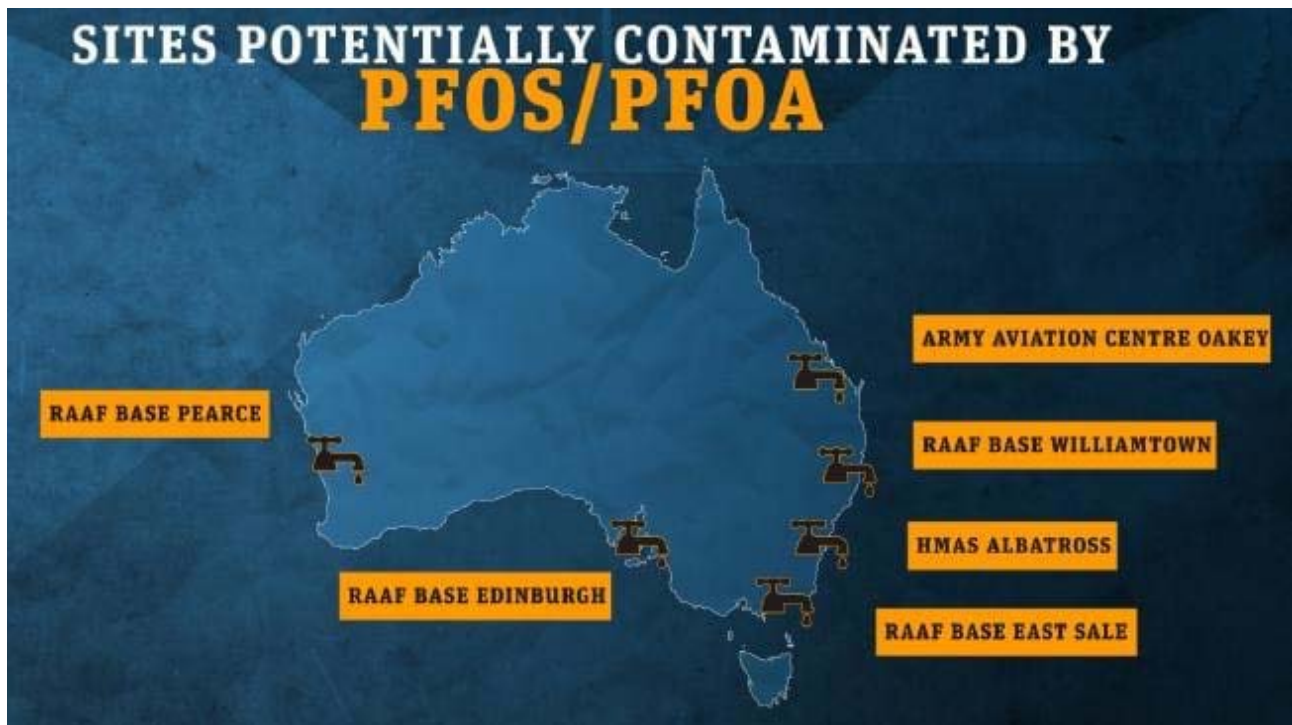 SITES POTENTIALLY CONTAMINATED BY
PFOS/PFOA
ARMY AVIATION CENTRE OAKEY
RAAF BASE PEARCE
RAAF BASE WILLIAMTOWN
HMAS ALBATROSS
RAAF BASE EDINBURGH
RAAF BASE EAST SALE